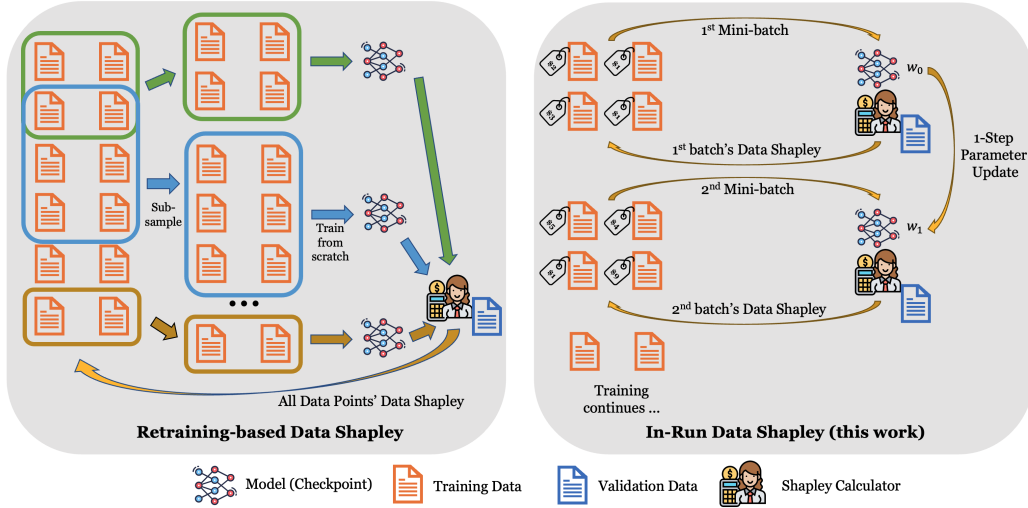 Sub-
sample
Train
from
scratch
All Data Points' Data Shapley
Retraining-based Data Shapley
1st Mini-batch
w0
1st batch's Data Shapley
1-Step
Parameter
Update
2nd Mini-batch
w1
2nd batch's Data Shapley
Training
continues ...
In-Run Data Shapley (this work)
Model (Checkpoint)
Training Data
Validation Data
Shapley Calculator